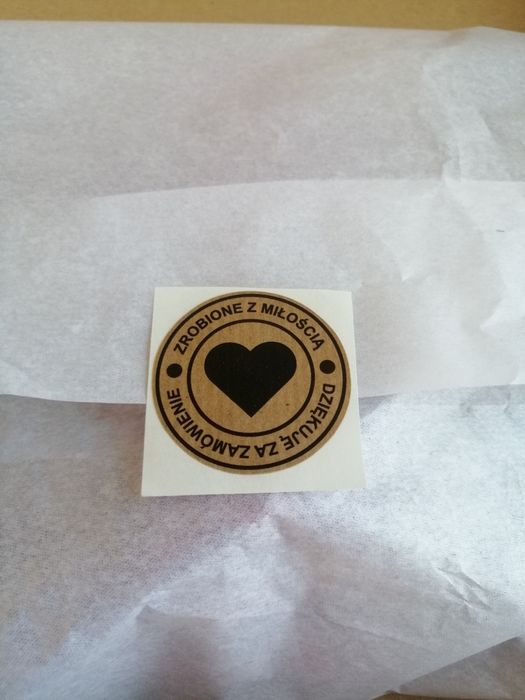 ZROBIONE Z MIŁOŚCIĄ
DZIĘKUJĘ ZA ZAMÓWIENIE